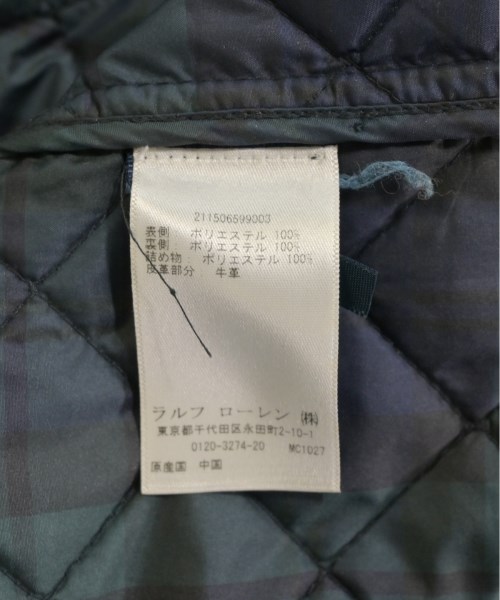 211506599003
表側 ポリエステル 100%
裏側 ポリエステル 100%
詰め物: ポリエステル 100%
皮革部分 牛革
ラルフ ローレン ㈱
東京都千代田区永田町2-10-1
0120-3274-20 MC1027
原産国 中国